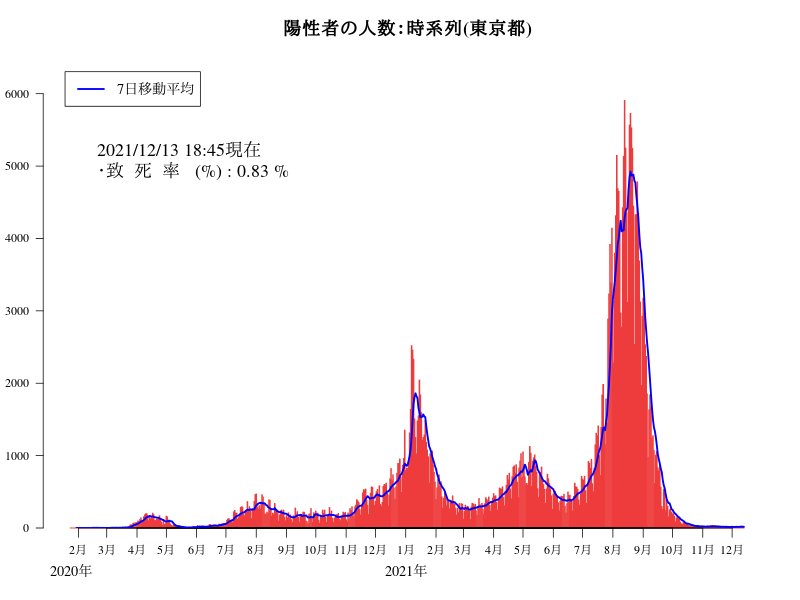 陽性者の人数：時系列(東京都)
7日移動平均
2021/12/13 18:45現在
・致 死 率 (%) : 0.83 %
6000
5000
4000
3000
2000
1000
0
2月 3月 4月 5月 6月 7月 8月 9月 10月 11月 12月 1月 2月 3月 4月 5月 6月 7月 8月 9月 10月 11月 12月
2020年 2021年